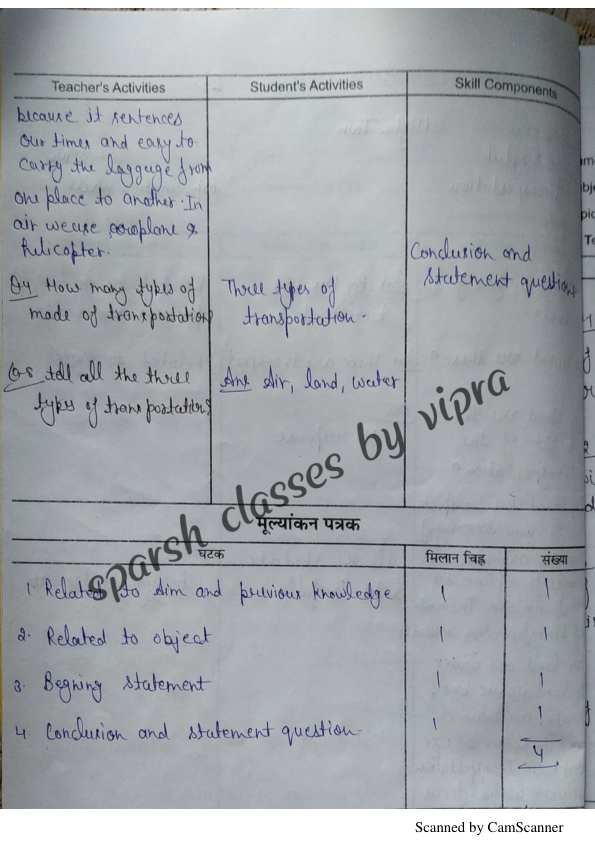 Teacher's Activities
Student's Activities
Skill Components
because it sentences
our times and easy to
carry the laggage from
one place to another. In
air we use aroplane &
helicopter.
Conclusion and
statement question
Q4 How many types of
made of transportation
Three types of
transportation.
Q5 tell all the three
types of transportations
Ans Air, land, water
sparsh classes by vipra
मूल्यांकन पत्रक
घटक
मिलान चिह्न
संख्या
1. Related to Aim and previous knowledge 1 1
2. Related to object 1 1
3. Begning statement 1 1
4. Conclusion and statement question. 1 1
4
Scanned by CamScanner